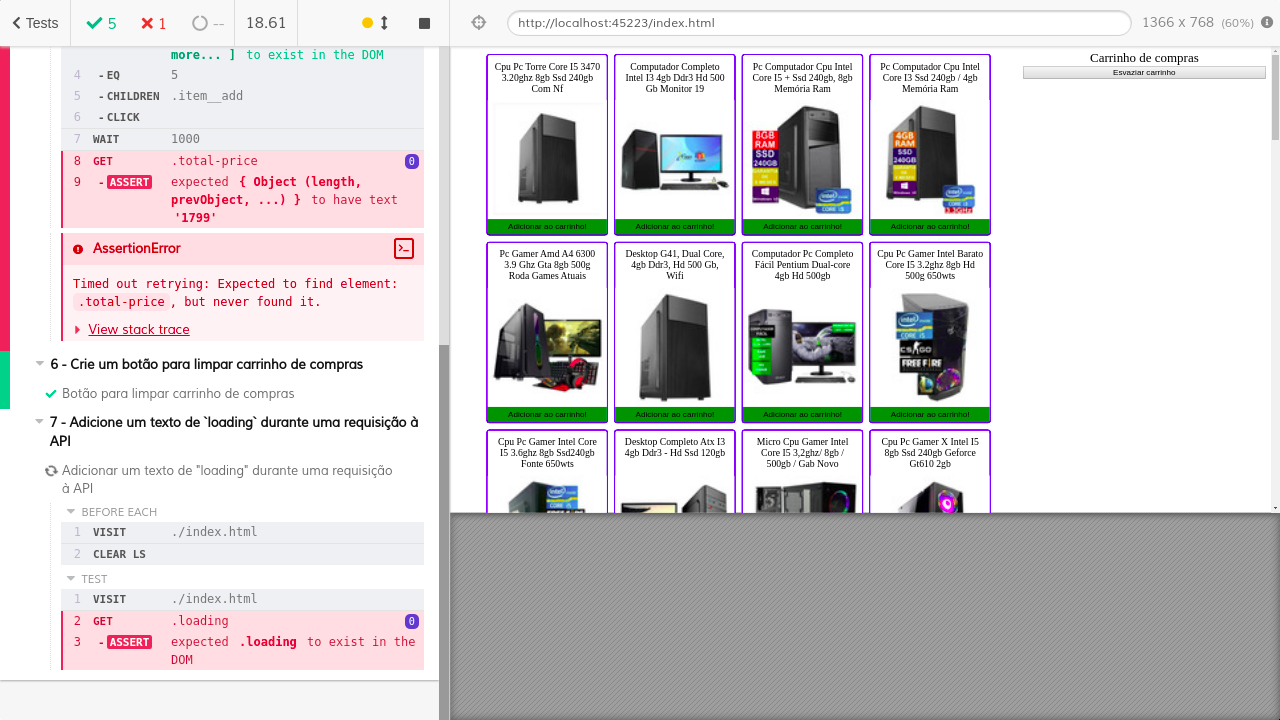 Tests
5
1
--
18.61
http://localhost:45223/index.html
1366 x 768 (60%)
more... ] to exist in the DOM
4 - EQ 5
5 - CHILDREN .item__add
6 - CLICK
7 WAIT 1000
8 GET .total-price 0
9 - ASSERT expected { Object (length,
prevObject, ...) } to have text
'1799'
AssertionError
Timed out retrying: Expected to find element:
.total-price, but never found it.
View stack trace
6 - Crie um botão para limpar carrinho de compras
Botão para limpar carrinho de compras
7 - Adicione um texto de `loading` durante uma requisição à
API
Adicionar um texto de "loading" durante uma requisição
à API
BEFORE EACH
1 VISIT ./index.html
2 CLEAR LS
TEST
1 VISIT ./index.html
2 GET .loading 0
3 - ASSERT expected .loading to exist in the
DOM
Cpu Pc Torre Core I5 3470
3.20ghz 8gb Ssd 240gb
Com Nf
Adicionar ao carrinho!
Computador Completo
Intel I3 4gb Ddr3 Hd 500
Gb Monitor 19
Adicionar ao carrinho!
Pc Computador Cpu Intel
Core I5 + Ssd 240gb, 8gb
Memória Ram
8GB
RAM
SSD
240GB
Adicionar ao carrinho!
Pc Computador Cpu Intel
Core I3 Ssd 240gb / 4gb
Memória Ram
4GB
RAM
SSD
240GB
Adicionar ao carrinho!
Carrinho de compras
Esvaziar carrinho
Pc Gamer Amd A4 6300
3.9 Ghz Gta 8gb 500g
Roda Games Atuais
Adicionar ao carrinho!
Desktop G41, Dual Core,
4gb Ddr3, Hd 500 Gb,
Wifi
Adicionar ao carrinho!
Computador Pc Completo
Fácil Pentium Dual-core
4gb Hd 500gb
Adicionar ao carrinho!
Cpu Pc Gamer Intel Barato
Core I5 3.2ghz 8gb Hd
500g 650wts
CS:GO
FREE FIRE
Adicionar ao carrinho!
Cpu Pc Gamer Intel Core
I5 3.6ghz 8gb Ssd240gb
Fonte 650wts
Desktop Completo Atx I3
4gb Ddr3 - Hd Ssd 120gb
Micro Cpu Gamer Intel
Core I5 3,2ghz/ 8gb /
500gb / Gab Novo
Cpu Pc Gamer X Intel I5
8gb Ssd 240gb Geforce
Gt610 2gb